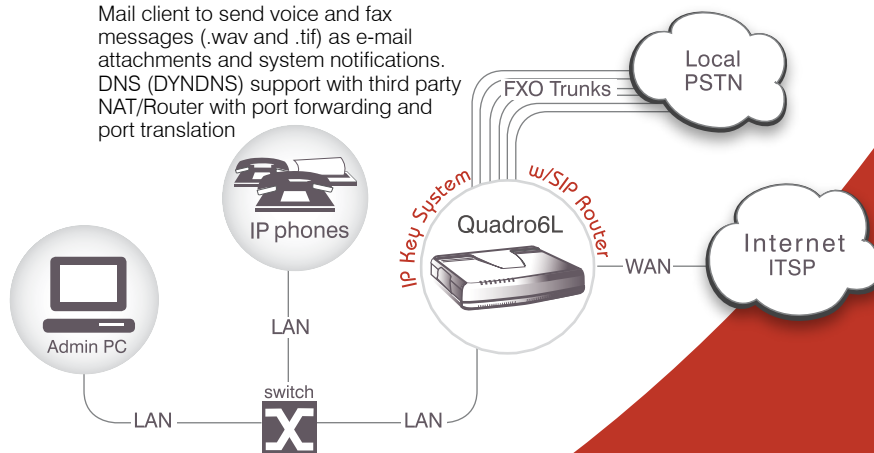 Mail client to send voice and fax
messages (.wav and .tif) as e-mail
attachments and system notifications.
DNS (DYNDNS) support with third party
NAT/Router with port forwarding and
port translation
Local
PSTN
FXO Trunks
IP phones
IP Key System
w/SIP Router
Quadro6L
WAN
Internet
ITSP
Admin PC
LAN
switch
LAN
LAN